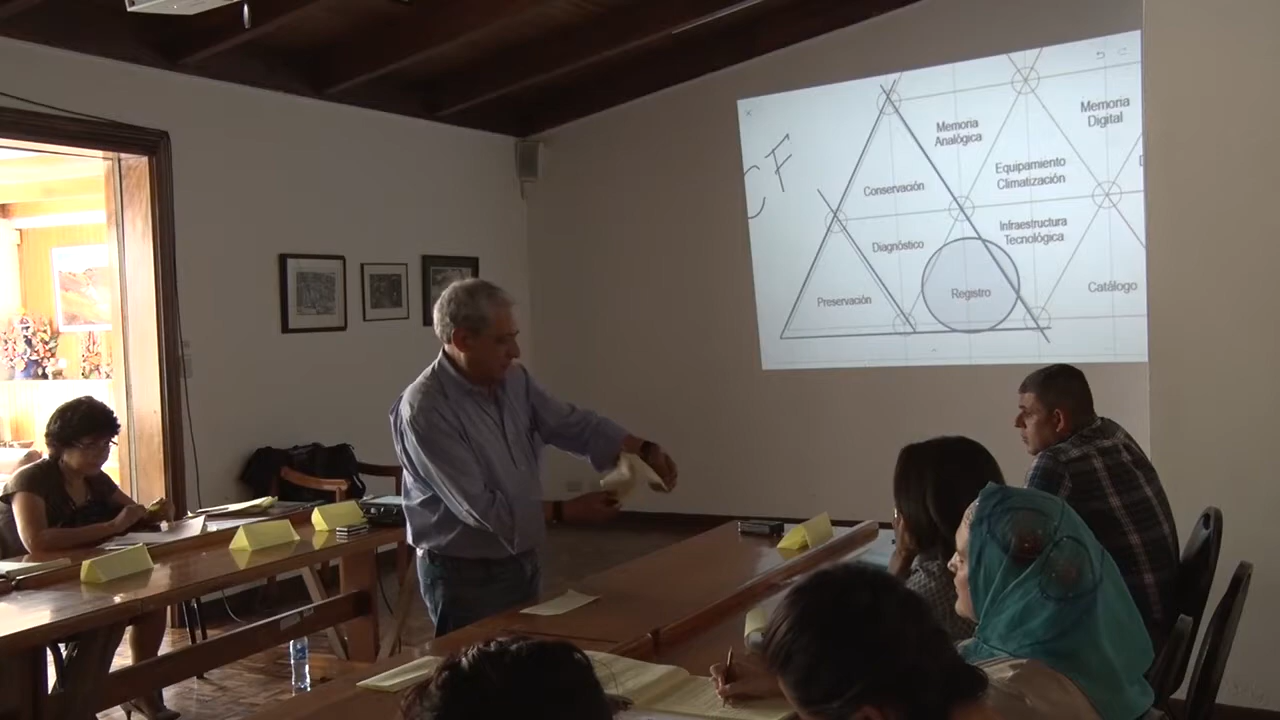 CF
Memoria
Analógica
Memoria
Digital
Conservación
Equipamiento
Climatización
Diagnóstico
Infraestructura
Tecnológica
Preservación
Registro
Catálogo